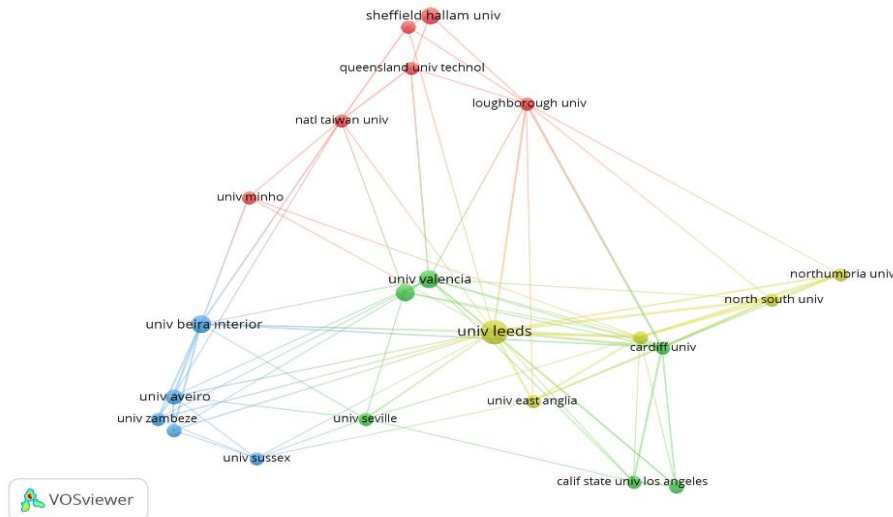 sheffield hallam univ
queensland univ technol
loughborough univ
natl taiwan univ
univ minho
univ valencia
northumbria univ
north south univ
univ beira interior
univ leeds
cardiff univ
univ aveiro
univ east anglia
univ zambeze
univ seville
univ sussex
calif state univ los angeles
VOSviewer